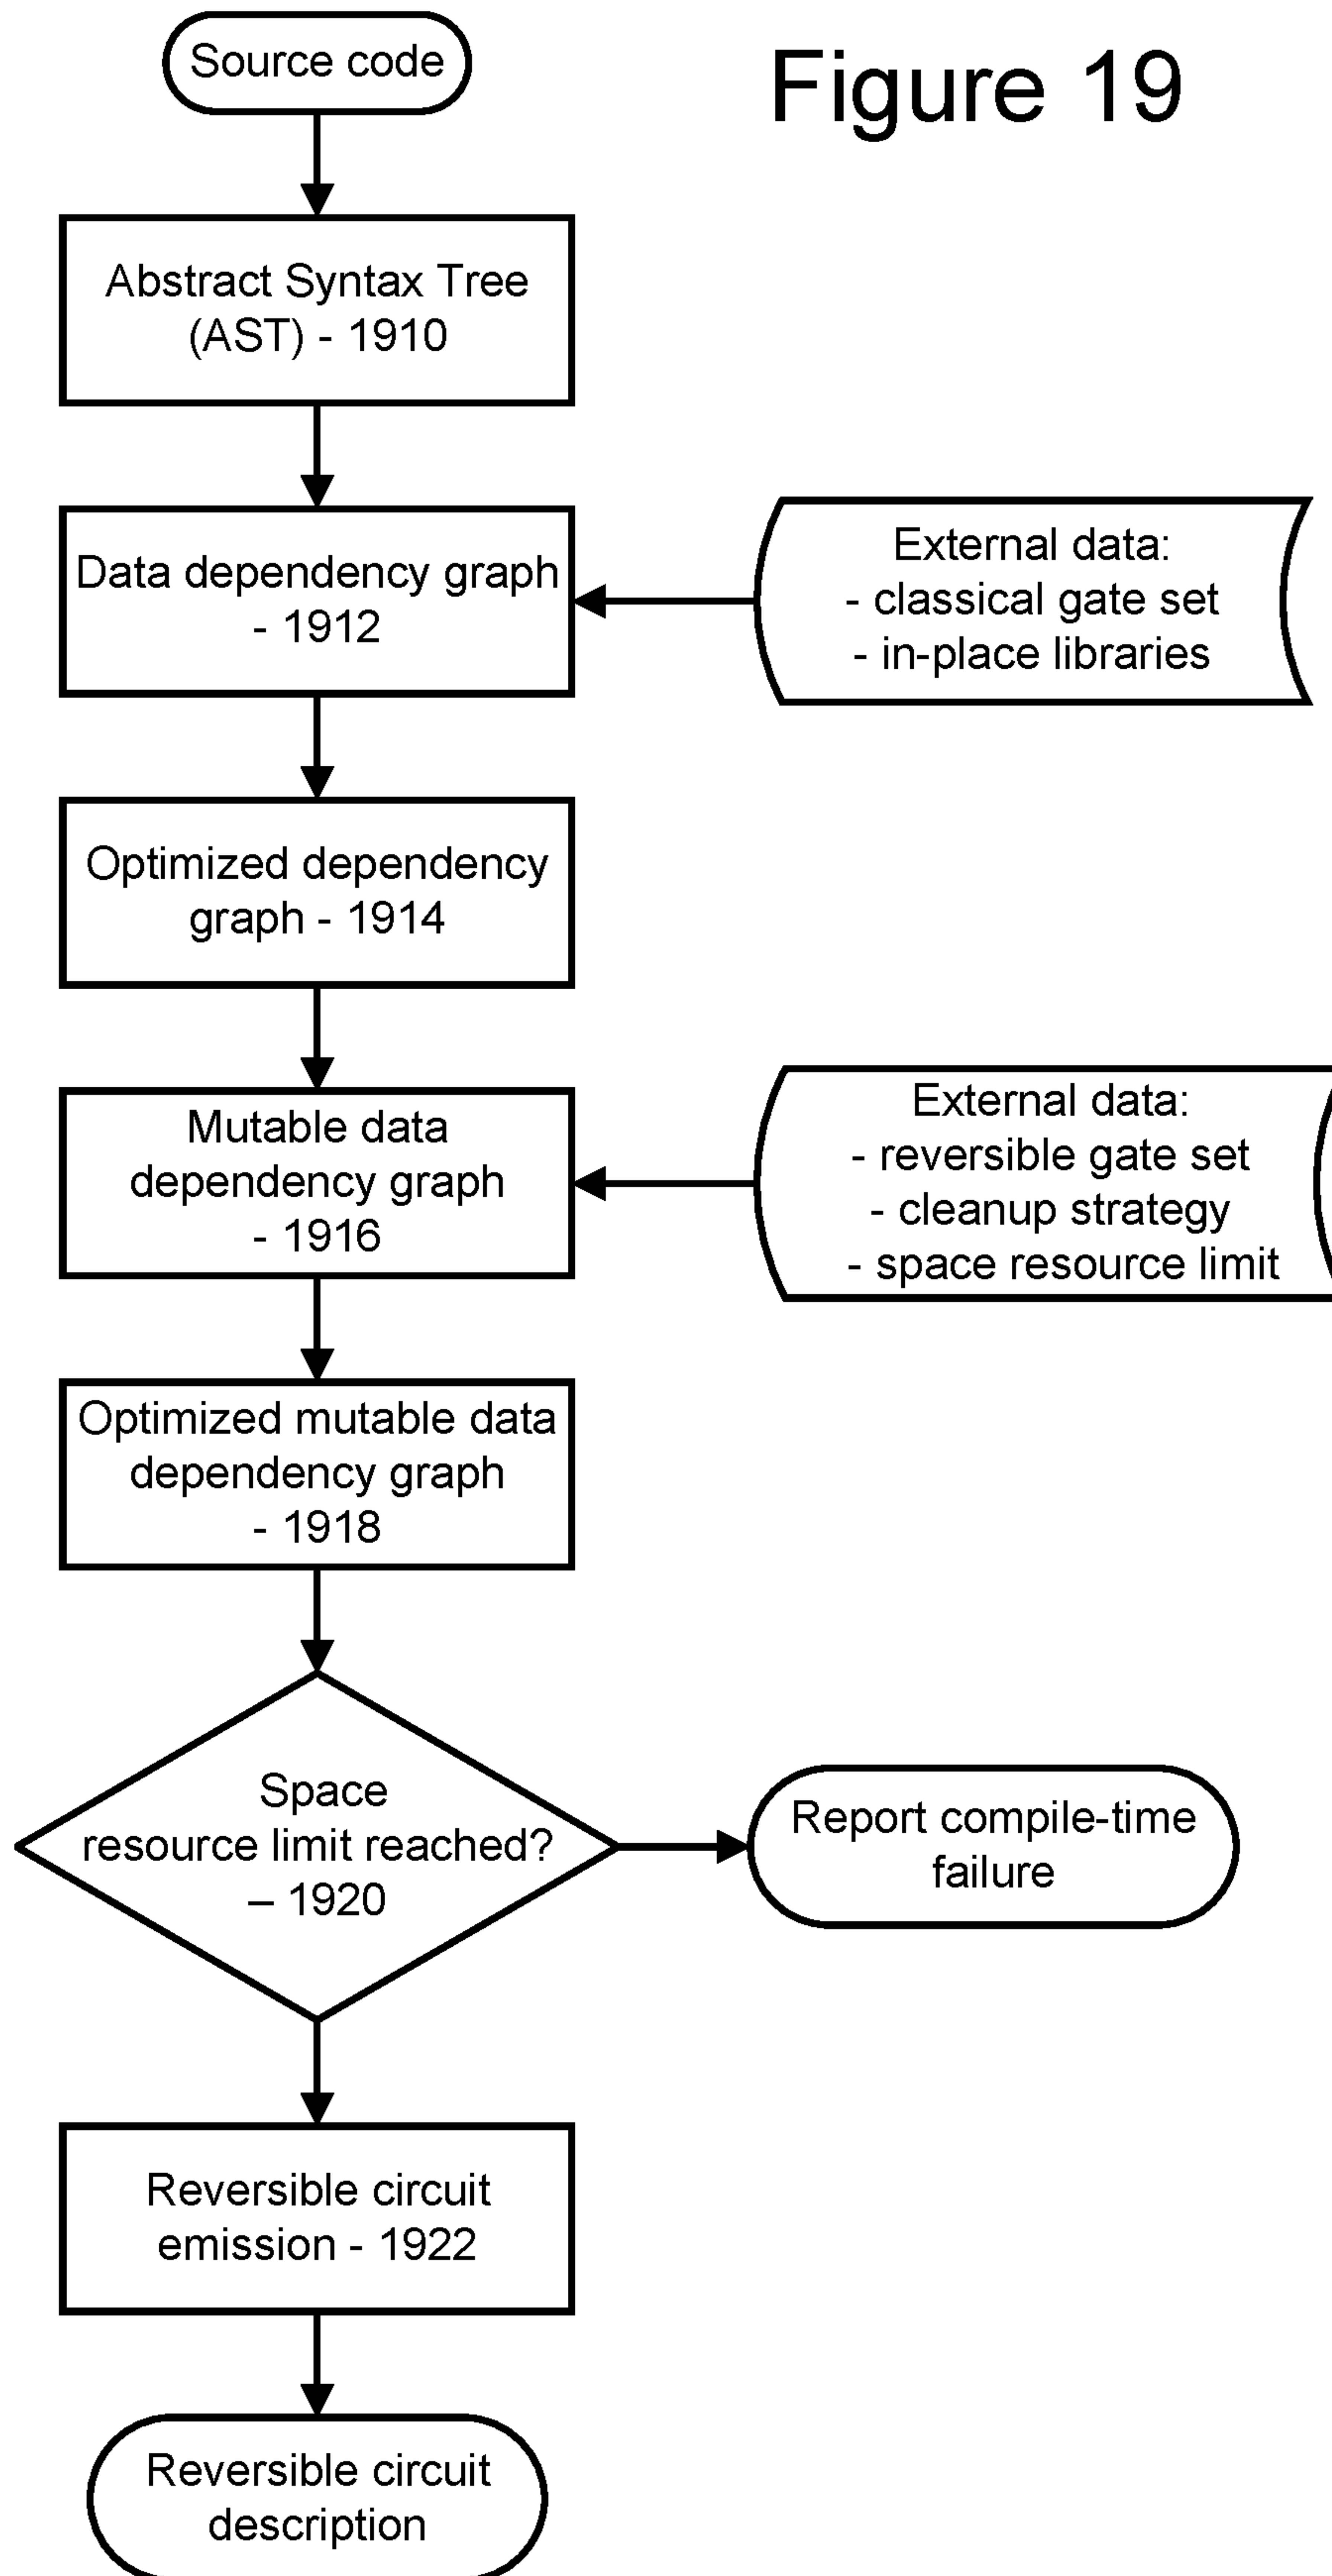 Figure 19
Source code
Abstract Syntax Tree
(AST) - 1910
Data dependency graph
- 1912
External data:
- classical gate set
- in-place libraries
Optimized dependency
graph - 1914
Mutable data
dependency graph
- 1916
External data:
- reversible gate set
- cleanup strategy
- space resource limit
Optimized mutable data
dependency graph
- 1918
Space
resource limit reached?
– 1920
Report compile-time
failure
Reversible circuit
emission - 1922
Reversible circuit
description